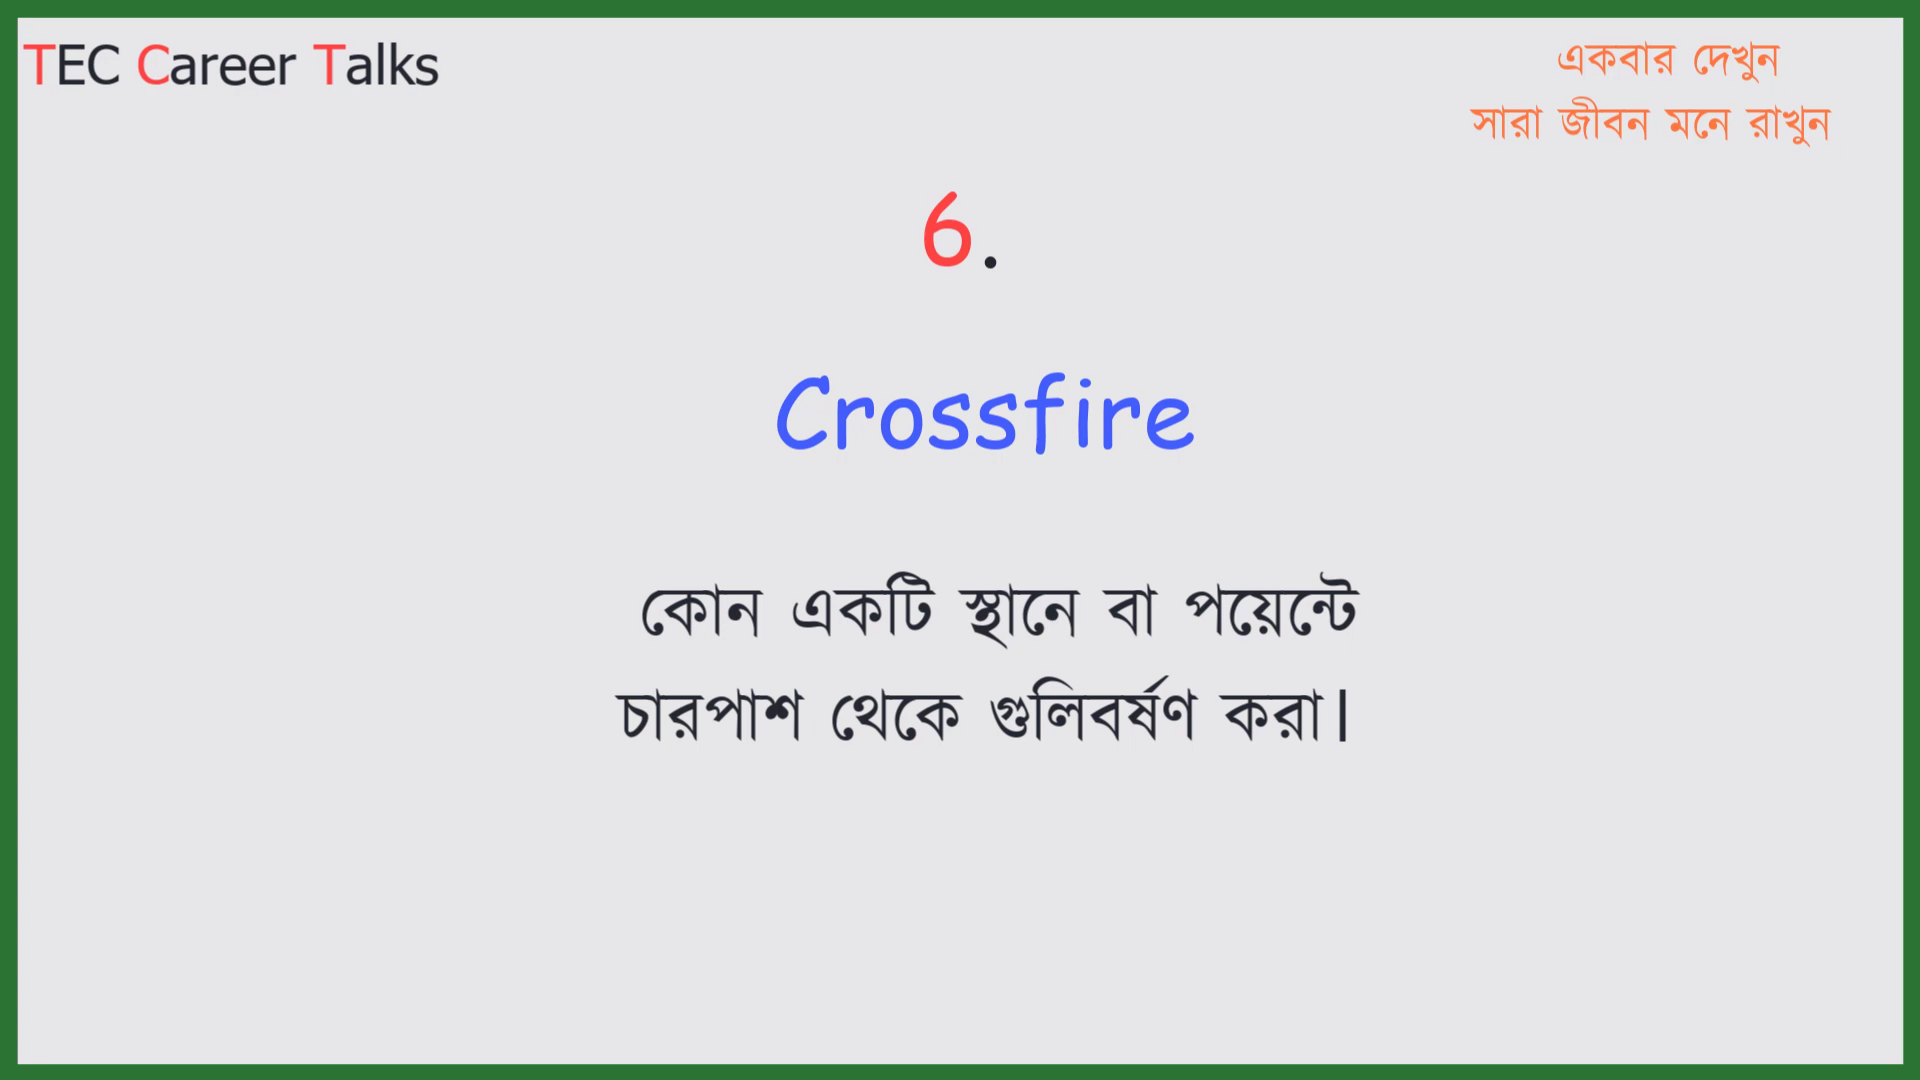 TEC Career Talks
একবার দেখুন
সারা জীবন মনে রাখুন
6.
Crossfire
কোন একটি স্থানে বা পয়েন্টে
চারপাশ থেকে গুলিবর্ষণ করা।